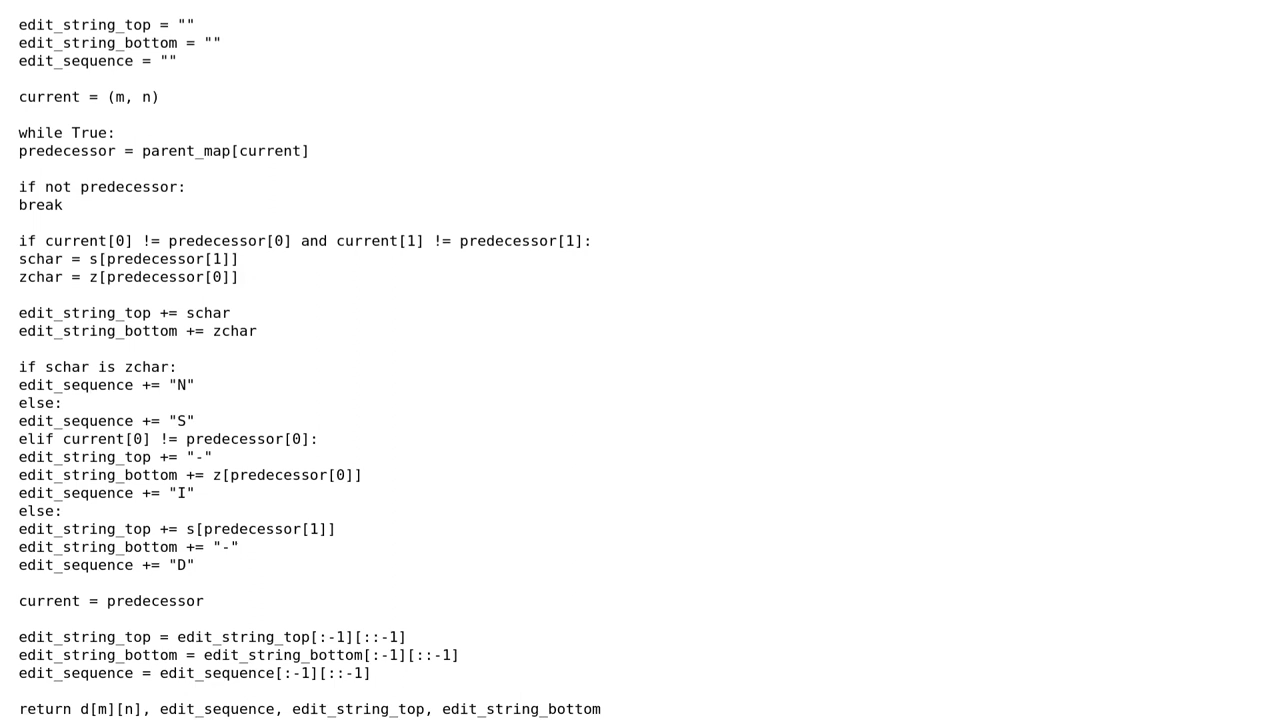 edit_string_top = ""
edit_string_bottom = ""
edit_sequence = ""
current = (m, n)
while True:
predecessor = parent_map[current]
if not predecessor:
break
if current[0] != predecessor[0] and current[1] != predecessor[1]:
schar = s[predecessor[1]]
zchar = z[predecessor[0]]
edit_string_top += schar
edit_string_bottom += zchar
if schar is zchar:
edit_sequence += "N"
else:
edit_sequence += "S"
elif current[0] != predecessor[0]:
edit_string_top += "-"
edit_string_bottom += z[predecessor[0]]
edit_sequence += "I"
else:
edit_string_top += s[predecessor[1]]
edit_string_bottom += "-"
edit_sequence += "D"
current = predecessor
edit_string_top = edit_string_top[:-1][::-1]
edit_string_bottom = edit_string_bottom[:-1][::-1]
edit_sequence = edit_sequence[:-1][::-1]
return d[m][n], edit_sequence, edit_string_top, edit_string_bottom